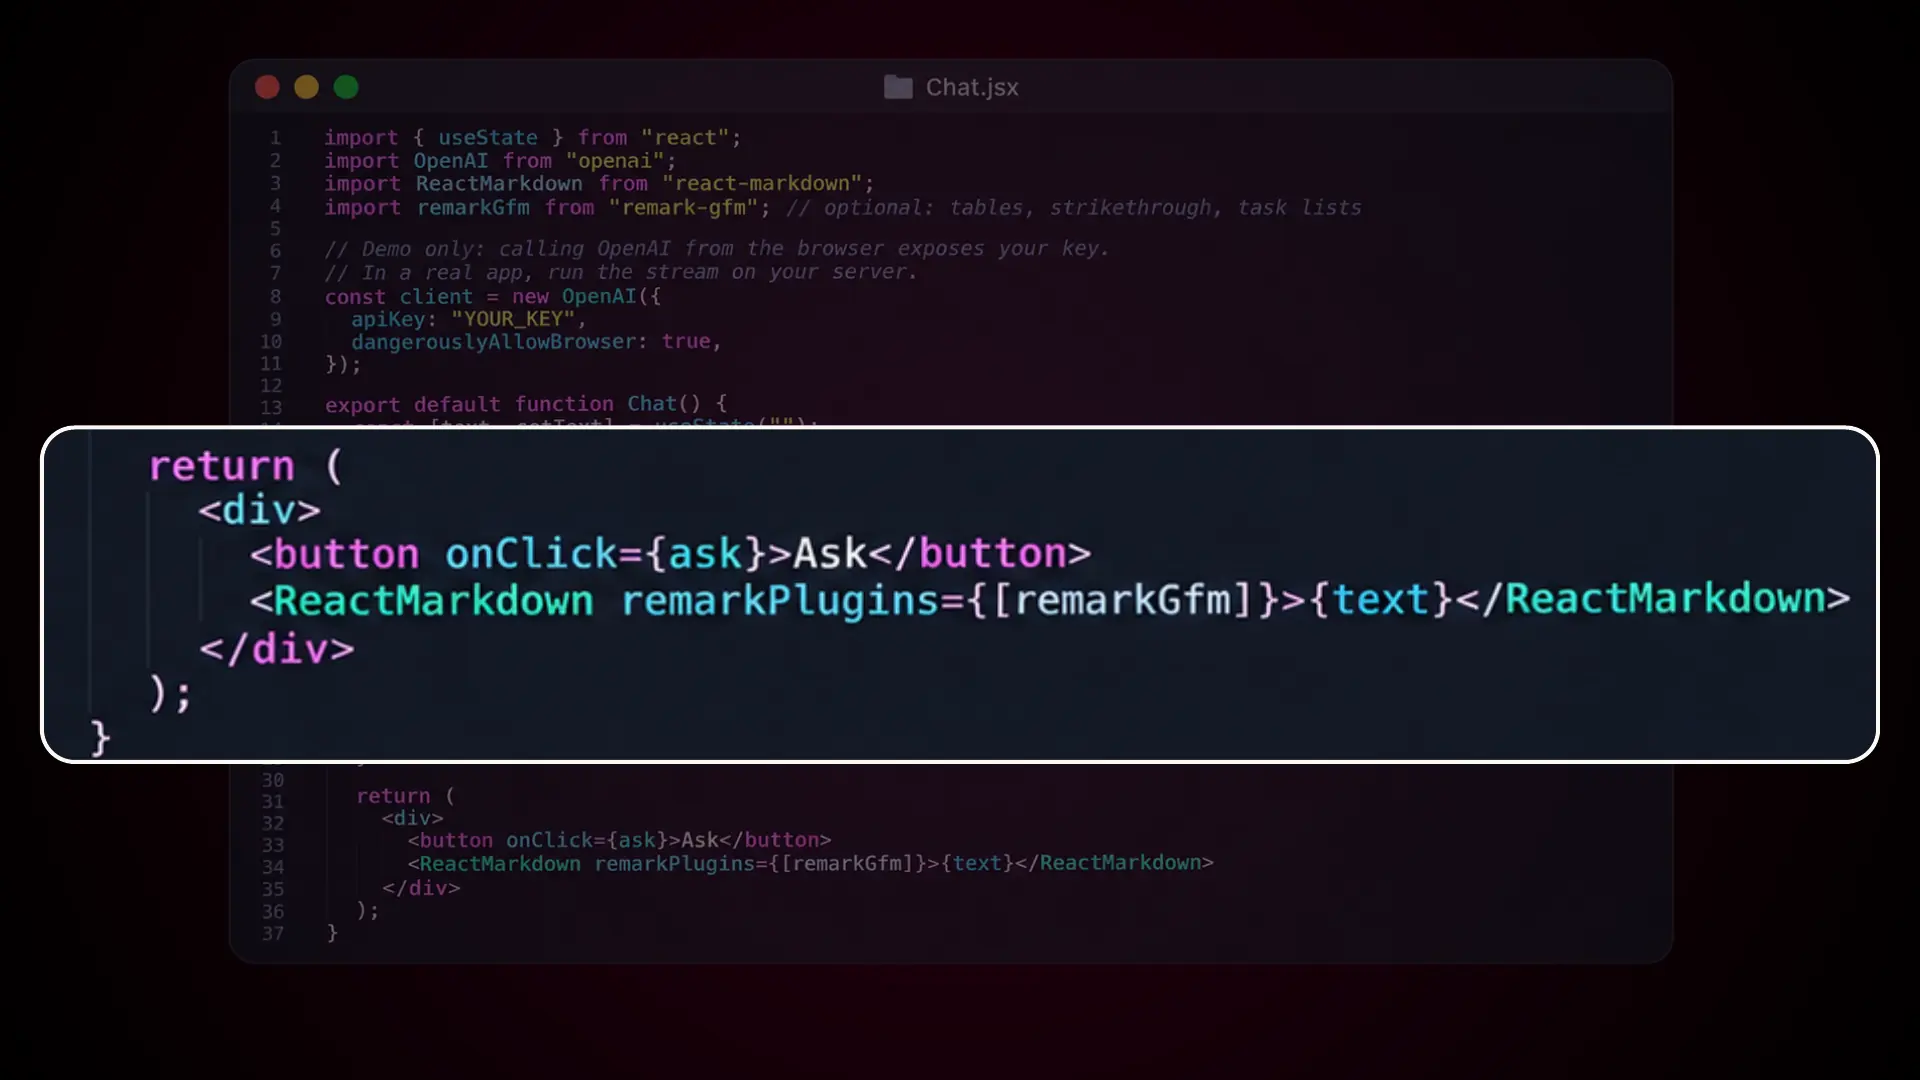 Chat.jsx
1 import { useState } from "react";
2 import OpenAI from "openai";
3 import ReactMarkdown from "react-markdown";
4 import remarkGfm from "remark-gfm"; // optional: tables, strikethrough, task lists
5
6 // Demo only: calling OpenAI from the browser exposes your key.
7 // In a real app, run the stream on your server.
8 const client = new OpenAI({
9 apiKey: "YOUR_KEY",
10 dangerouslyAllowBrowser: true,
11 });
12
13 export default function Chat() {
const [text, setText] = useState("");
return (
<div>
<button onClick={ask}>Ask</button>
<ReactMarkdown remarkPlugins={[remarkGfm]}>{text}</ReactMarkdown>
</div>
);
}
30
31 return (
32 <div>
33 <button onClick={ask}>Ask</button>
34 <ReactMarkdown remarkPlugins={[remarkGfm]}>{text}</ReactMarkdown>
35 </div>
36 );
37 }